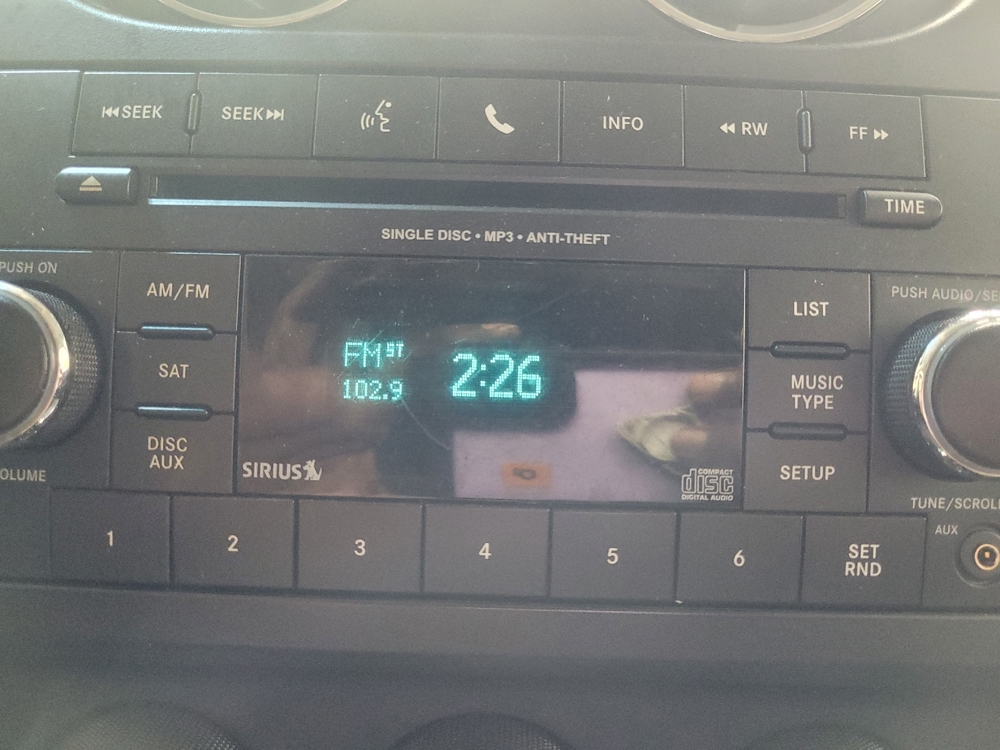 SEEK
SEEK
INFO
RW
FF
TIME
SINGLE DISC • MP3 • ANTI-THEFT
PUSH ON
AM/FM
SAT
DISC
AUX
FM ST
102.9
2:26
SIRIUS
COMPACT
disc
DIGITAL AUDIO
LIST
MUSIC
TYPE
SETUP
PUSH AUDIO/SE
OLUME
TUNE/SCROLL
AUX
1
2
3
4
5
6
SET
RND